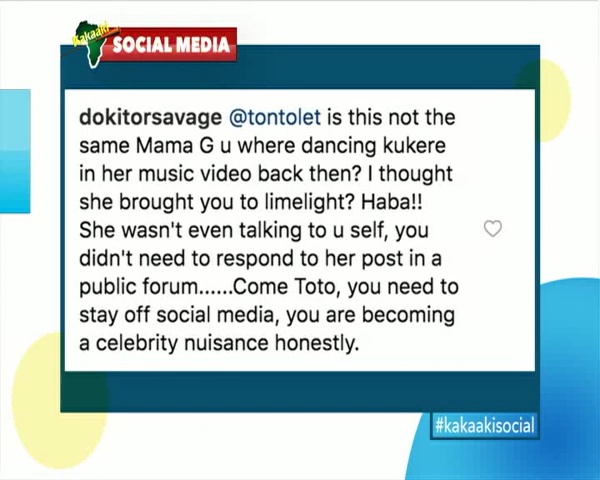 Kakaaki
SOCIAL MEDIA
dokitorsavage @tontolet is this not the
same Mama G u where dancing kukere
in her music video back then? I thought
she brought you to limelight? Haba!!
She wasn't even talking to u self, you
didn't need to respond to her post in a
public forum......Come Toto, you need to
stay off social media, you are becoming
a celebrity nuisance honestly.
#kakaakisocial